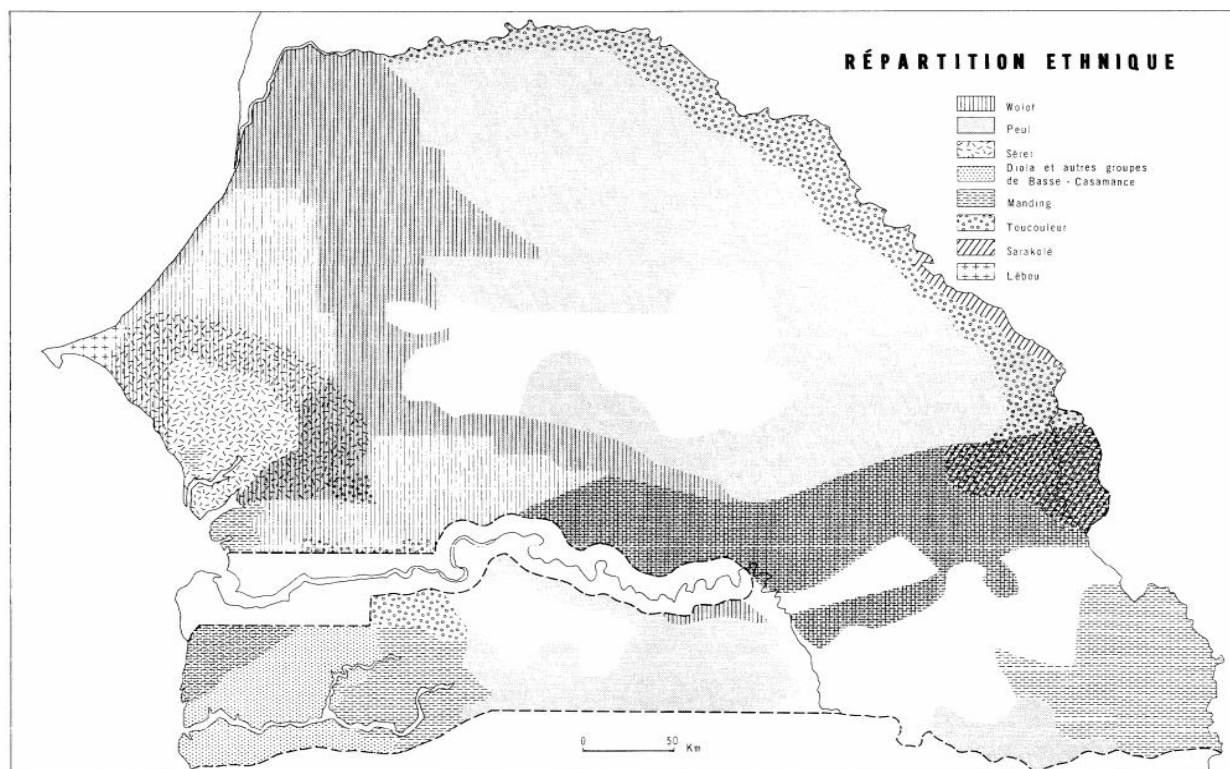 RÉPARTITION ETHNIQUE
Wolof
Peul
Sérer
Diola et autres groupes
de Basse - Casamance
Manding
Toucouleur
Sarakolé
Lébou
0 50 Km